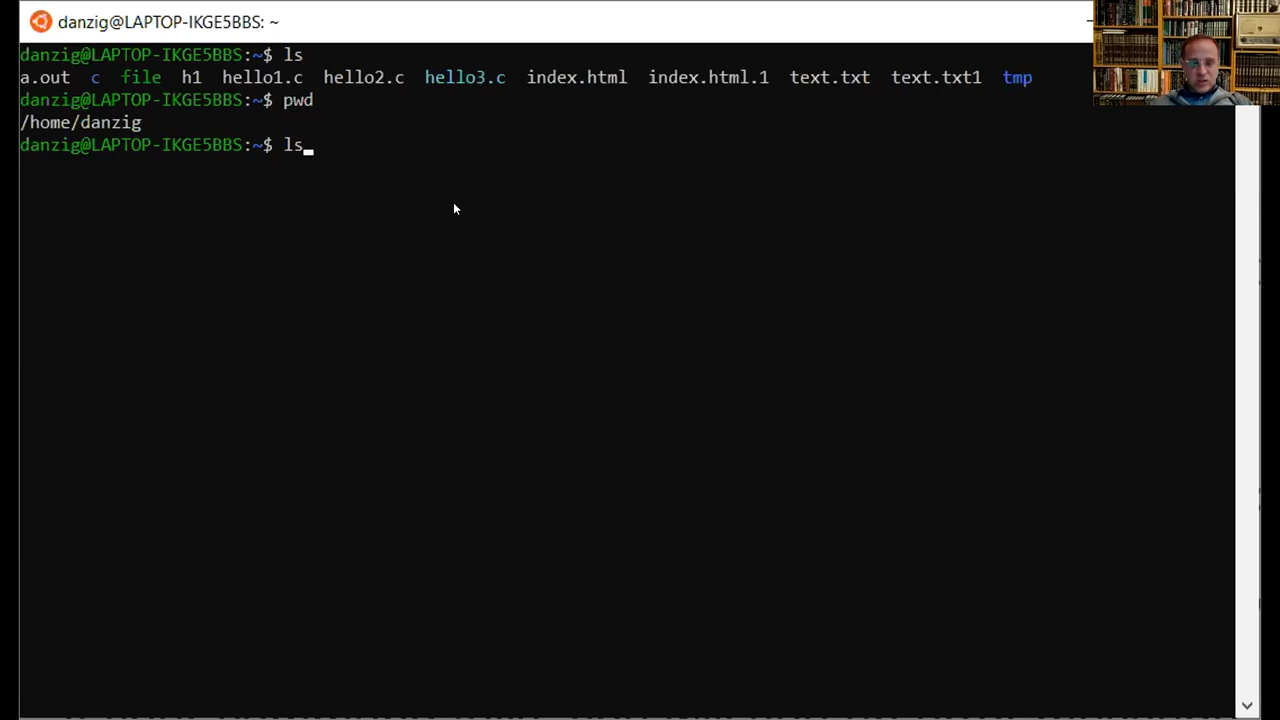 danzig@LAPTOP-IKGE5BBS: ~
danzig@LAPTOP-IKGE5BBS:~$ ls
a.out  c  file  h1  hello1.c  hello2.c  hello3.c  index.html  index.html.1  text.txt  text.txt1  tmp
danzig@LAPTOP-IKGE5BBS:~$ pwd
/home/danzig
danzig@LAPTOP-IKGE5BBS:~$ ls